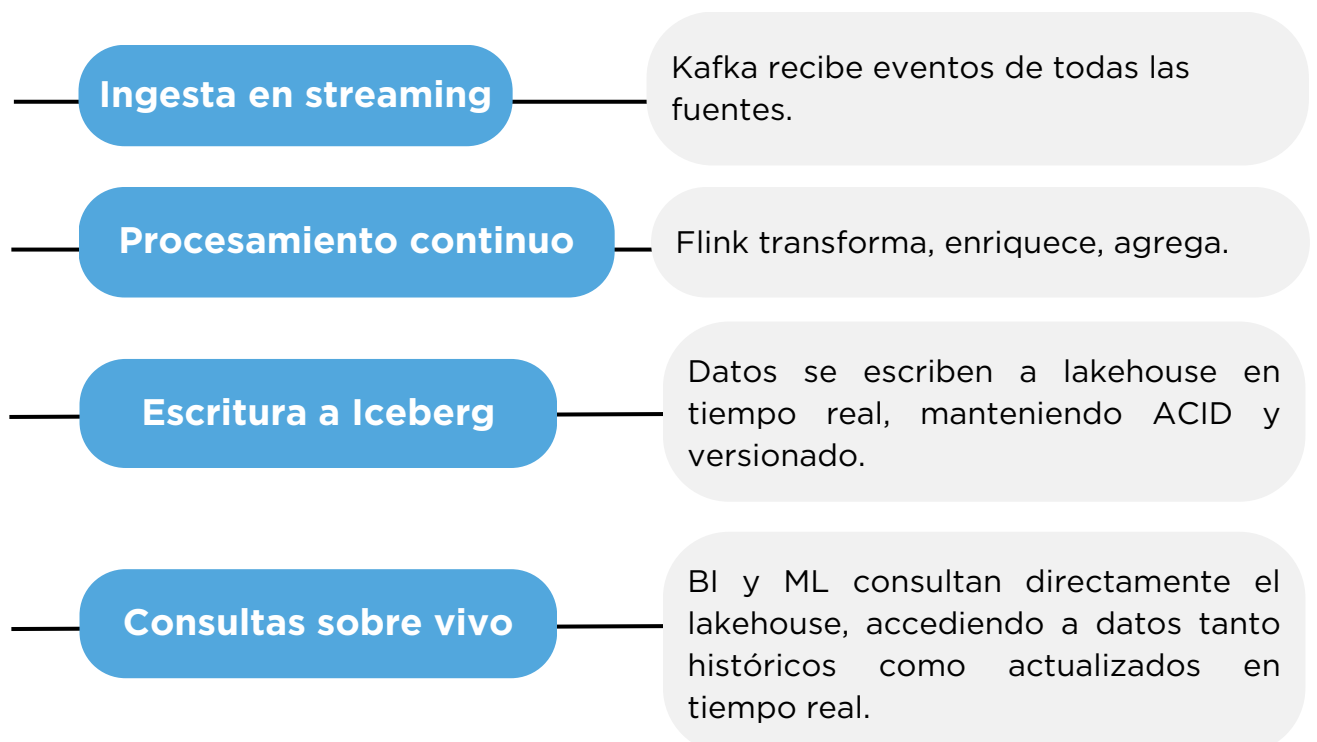 Ingesta en streaming
Kafka recibe eventos de todas las
fuentes.
Procesamiento continuo
Flink transforma, enriquece, agrega.
Escritura a Iceberg
Datos se escriben a lakehouse en
tiempo real, manteniendo ACID y
versionado.
Consultas sobre vivo
BI y ML consultan directamente el
lakehouse, accediendo a datos tanto
históricos como actualizados en
tiempo real.